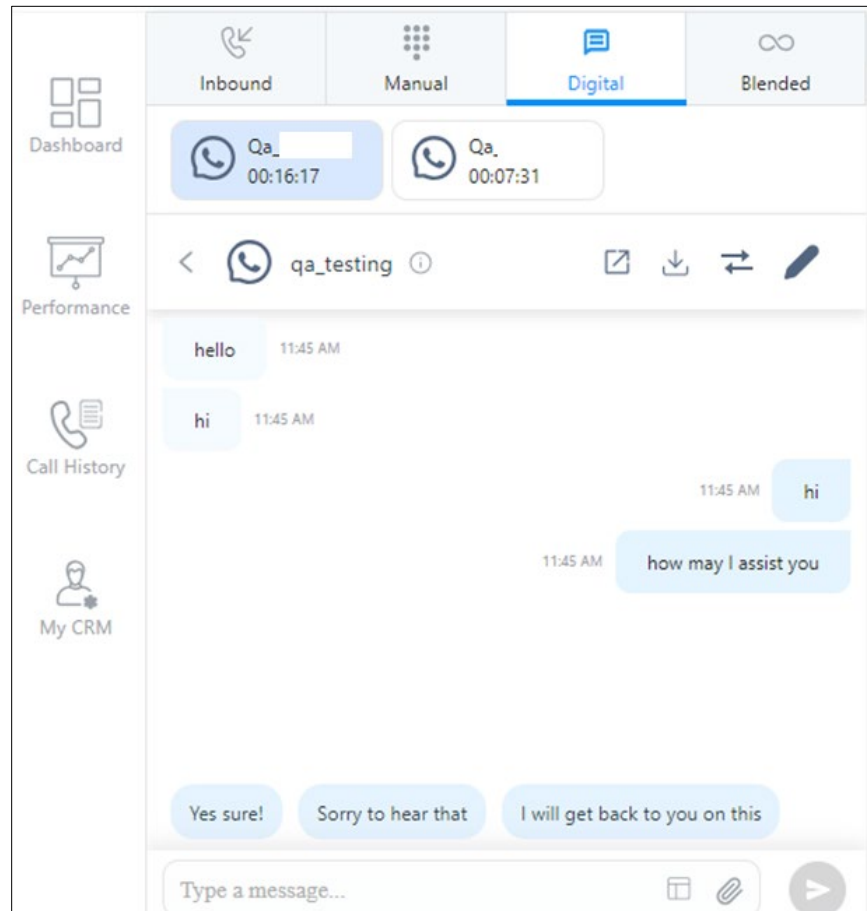 Inbound
Manual
Digital
Blended
Dashboard
Performance
Call History
My CRM
Qa_
00:16:17
Qa_
00:07:31
qa_testing
hello 11:45 AM
hi 11:45 AM
11:45 AM hi
11:45 AM how may I assist you
Yes sure!
Sorry to hear that
I will get back to you on this
Type a message...